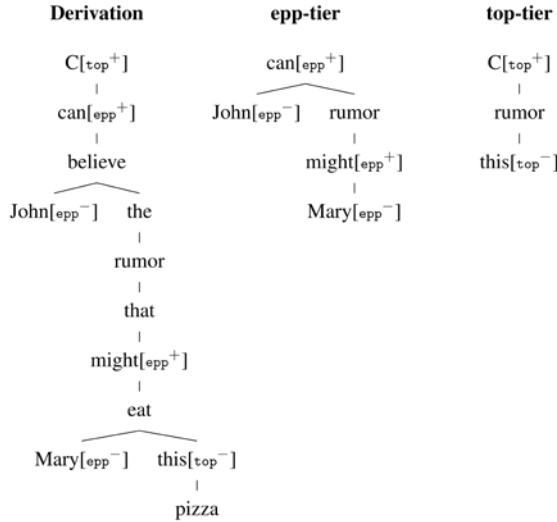 Derivation epp-tier top-tier
C[top⁺] can[epp⁺] C[top⁺]
can[epp⁺] John[epp⁻] rumor rumor
believe might[epp⁺] this[top⁻]
John[epp⁻] the Mary[epp⁻]
rumor
that
might[epp⁺]
eat
Mary[epp⁻] this[top⁻]
pizza